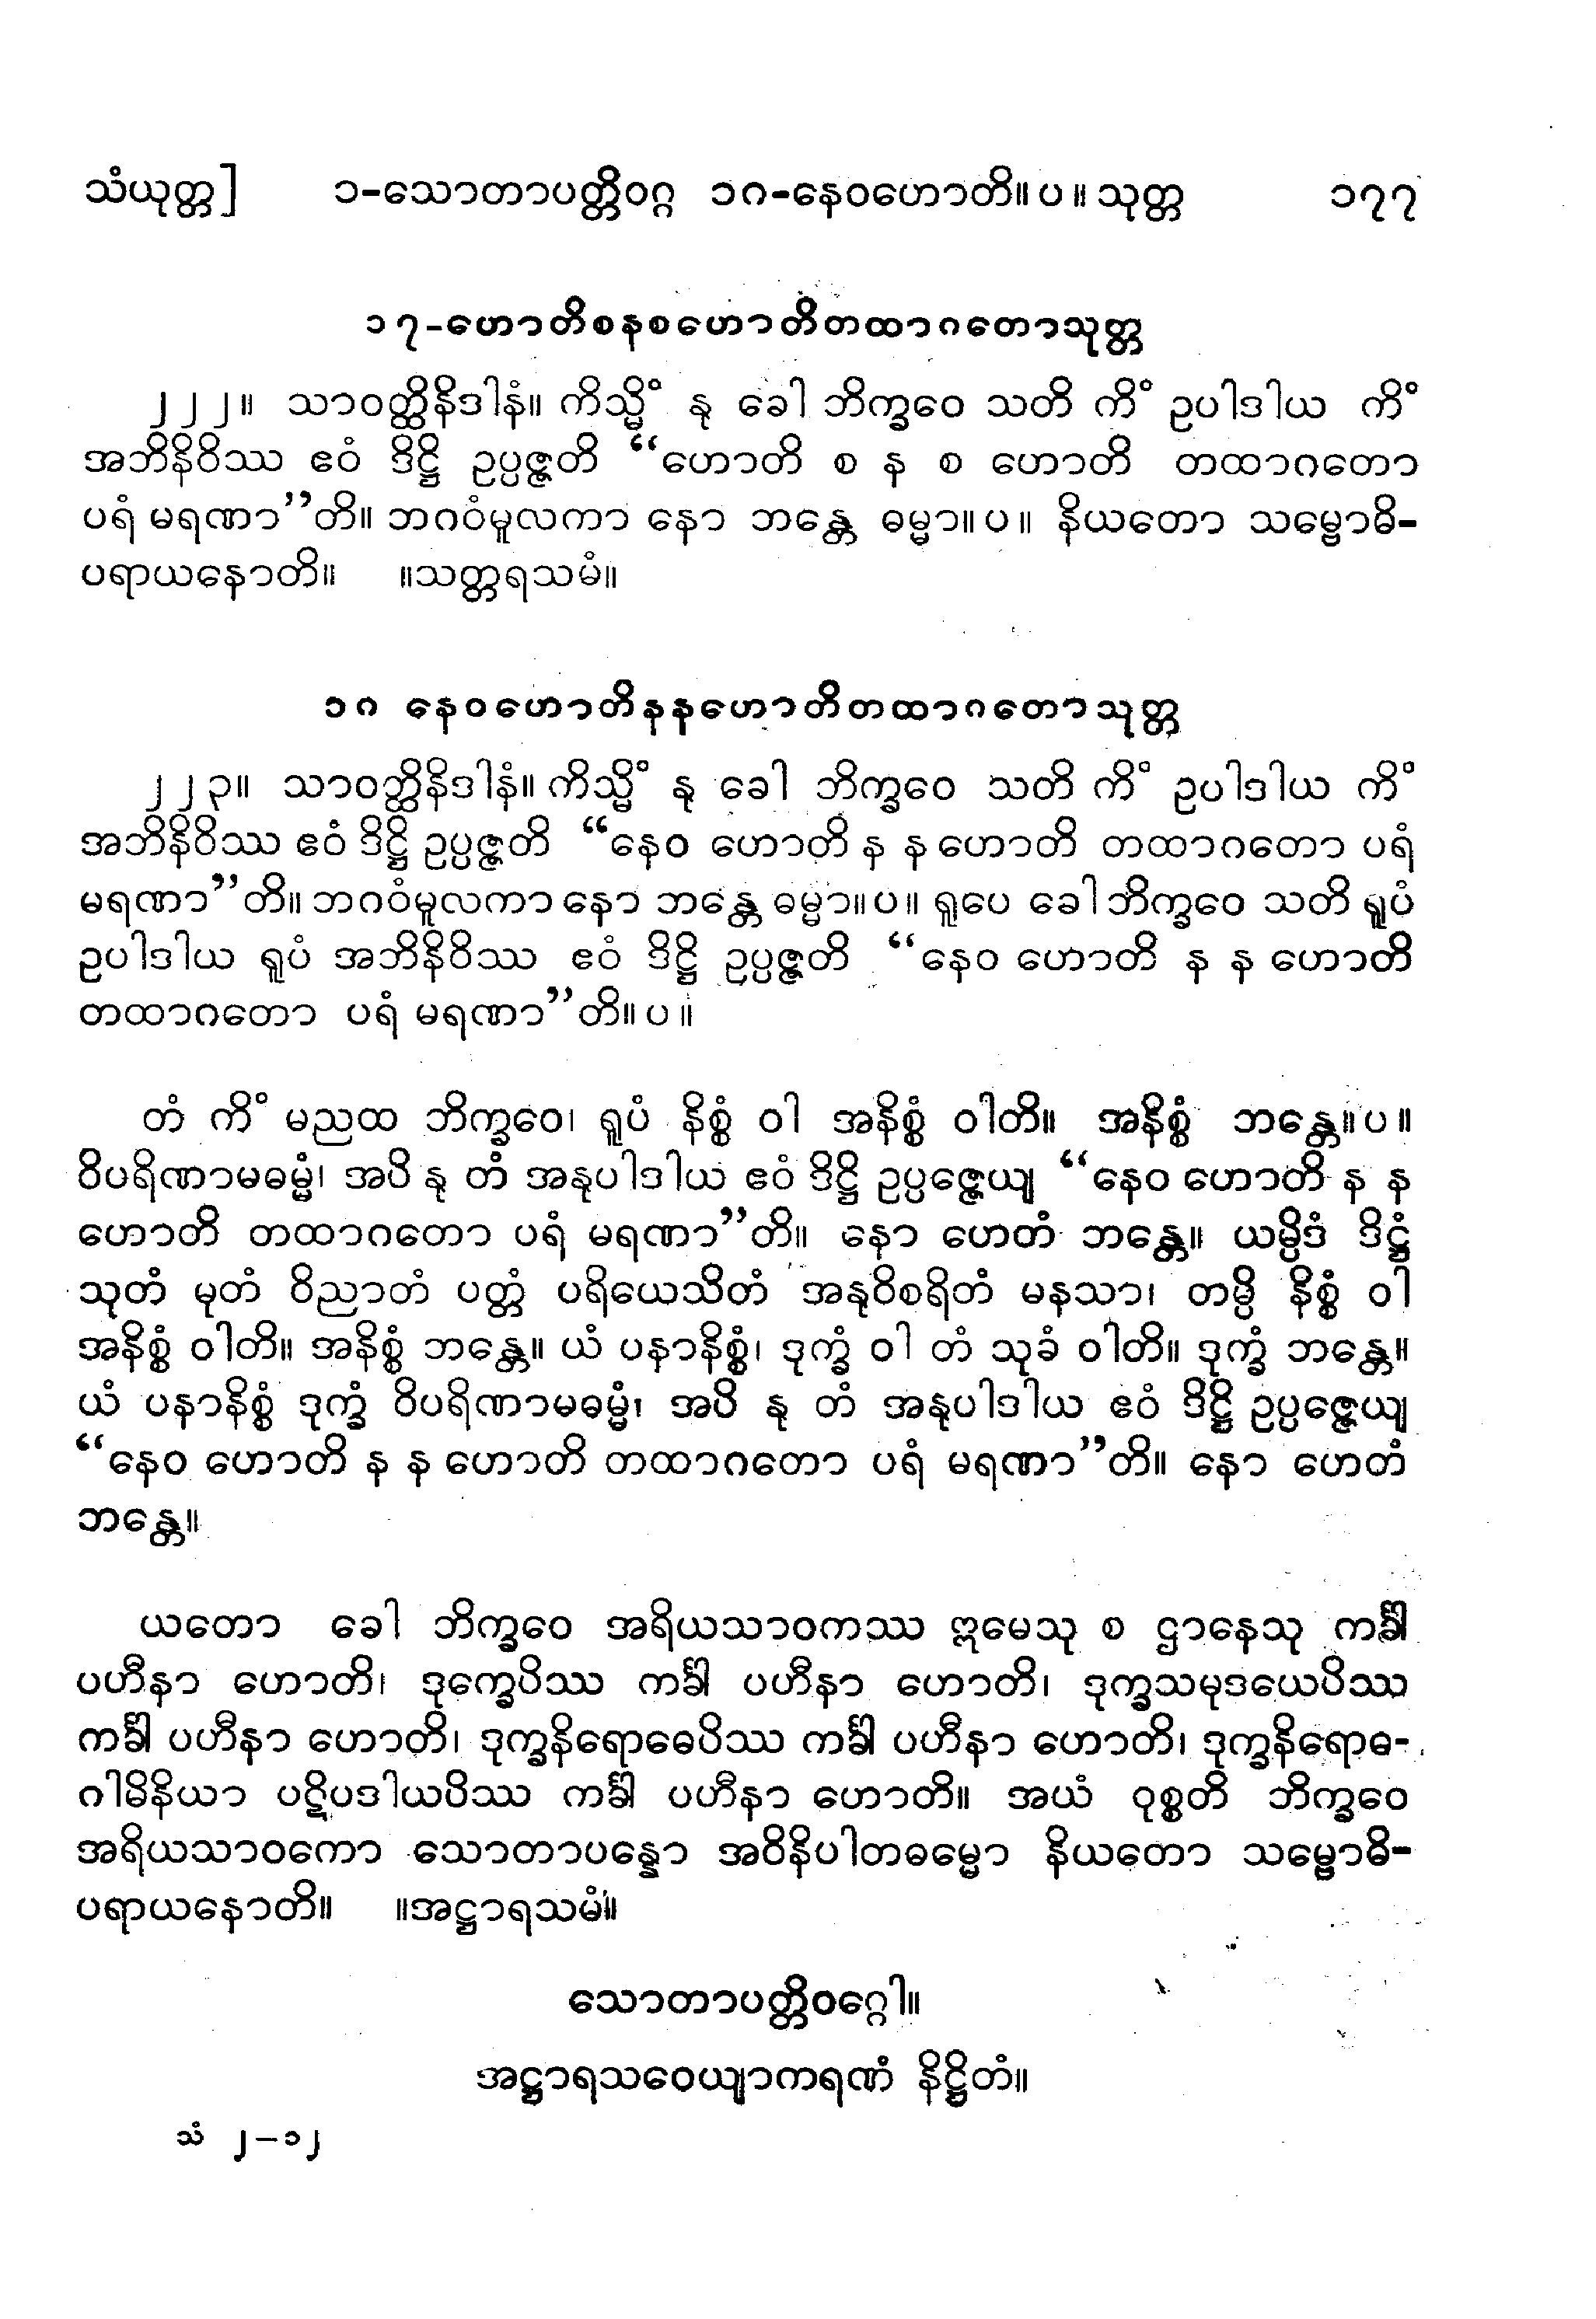 သံယုတ္တ] ၁-သောတာပတ္တိဝဂ္ဂ ၁၈-နေဝဟောတိ။ပ။သုတ္တ ၁၇၇
၁၇-ဟောတိစနစဟောတိတထာဂတောသုတ္တ
၂၂၂။ သာဝတ္ထိနိဒါနံ။ ကိသ္မိံ နု ခေါ ဘိက္ခဝေ သတိ ကိံ ဥပါဒါယ ကိံ
အဘိနိဝိဿ ဧဝံ ဒိဋ္ဌိ ဥပ္ပဇ္ဇတိ “ဟောတိ စ န စ ဟောတိ တထာဂတော
ပရံ မရဏာ”တိ။ ဘဂဝံမူလကာ နော ဘန္တေ ဓမ္မာ။ပ။ နိယတော သမ္ဗောဓိ-
ပရာယနောတိ။ ။သတ္တရသမံ။
၁၈ နေဝဟောတိနနဟောတိတထာဂတောသုတ္တ
၂၂၃။ သာဝတ္ထိနိဒါနံ။ ကိသ္မိံ နု ခေါ ဘိက္ခဝေ သတိ ကိံ ဥပါဒါယ ကိံ
အဘိနိဝိဿ ဧဝံ ဒိဋ္ဌိ ဥပ္ပဇ္ဇတိ “နေဝ ဟောတိ န န ဟောတိ တထာဂတော ပရံ
မရဏာ”တိ။ ဘဂဝံမူလကာ နော ဘန္တေ ဓမ္မာ။ပ။ ရူပေ ခေါ ဘိက္ခဝေ သတိ ရူပံ
ဥပါဒါယ ရူပံ အဘိနိဝိဿ ဧဝံ ဒိဋ္ဌိ ဥပ္ပဇ္ဇတိ “နေဝ ဟောတိ န န ဟောတိ
တထာဂတော ပရံ မရဏာ”တိ။ပ။
တံ ကိံ မညထ ဘိက္ခဝေ၊ ရူပံ နိစ္စံ ဝါ အနိစ္စံ ဝါတိ။ အနိစ္စံ ဘန္တေ။ပ။
ဝိပရိဏာမဓမ္မံ၊ အပိ နု တံ အနုပါဒါယ ဧဝံ ဒိဋ္ဌိ ဥပ္ပဇ္ဇေယျ “နေဝ ဟောတိ န န
ဟောတိ တထာဂတော ပရံ မရဏာ”တိ။ နော ဟေတံ ဘန္တေ။ ယမ္ပိဒံ ဒိဋ္ဌံ
သုတံ မုတံ ဝိညာတံ ပတ္တံ ပရိယေသိတံ အနုဝိစရိတံ မနသာ၊ တမ္ပိ နိစ္စံ ဝါ
အနိစ္စံ ဝါတိ။ အနိစ္စံ ဘန္တေ။ ယံ ပနာနိစ္စံ၊ ဒုက္ခံ ဝါ တံ သုခံ ဝါတိ။ ဒုက္ခံ ဘန္တေ။
ယံ ပနာနိစ္စံ ဒုက္ခံ ဝိပရိဏာမဓမ္မံ၊ အပိ နု တံ အနုပါဒါယ ဧဝံ ဒိဋ္ဌိ ဥပ္ပဇ္ဇေယျ
“နေဝ ဟောတိ န န ဟောတိ တထာဂတော ပရံ မရဏာ”တိ။ နော ဟေတံ
ဘန္တေ။
ယတော ခေါ ဘိက္ခဝေ အရိယသာဝကဿ ဣမေသု စ ဌာနေသု ကင်္ခါ
ပဟီနာ ဟောတိ၊ ဒုက္ခေပိဿ ကင်္ခါ ပဟီနာ ဟောတိ၊ ဒုက္ခသမုဒယေပိဿ
ကင်္ခါ ပဟီနာ ဟောတိ၊ ဒုက္ခနိရောဓေပိဿ ကင်္ခါ ပဟီနာ ဟောတိ၊ ဒုက္ခနိရောဓ-
ဂါမိနိယာ ပဋိပဒါယပိဿ ကင်္ခါ ပဟီနာ ဟောတိ။ အယံ ဝုစ္စတိ ဘိက္ခဝေ
အရိယသာဝကော သောတာပန္နော အဝိနိပါတဓမ္မော နိယတော သမ္ဗောဓိ-
ပရာယနောတိ။ ။အဋ္ဌာရသမံ။
သောတာပတ္တိဝဂ္ဂေါ။
အဋ္ဌာရသဝေယျာကရဏံ နိဋ္ဌိတံ။
သံ ၂−၁၂